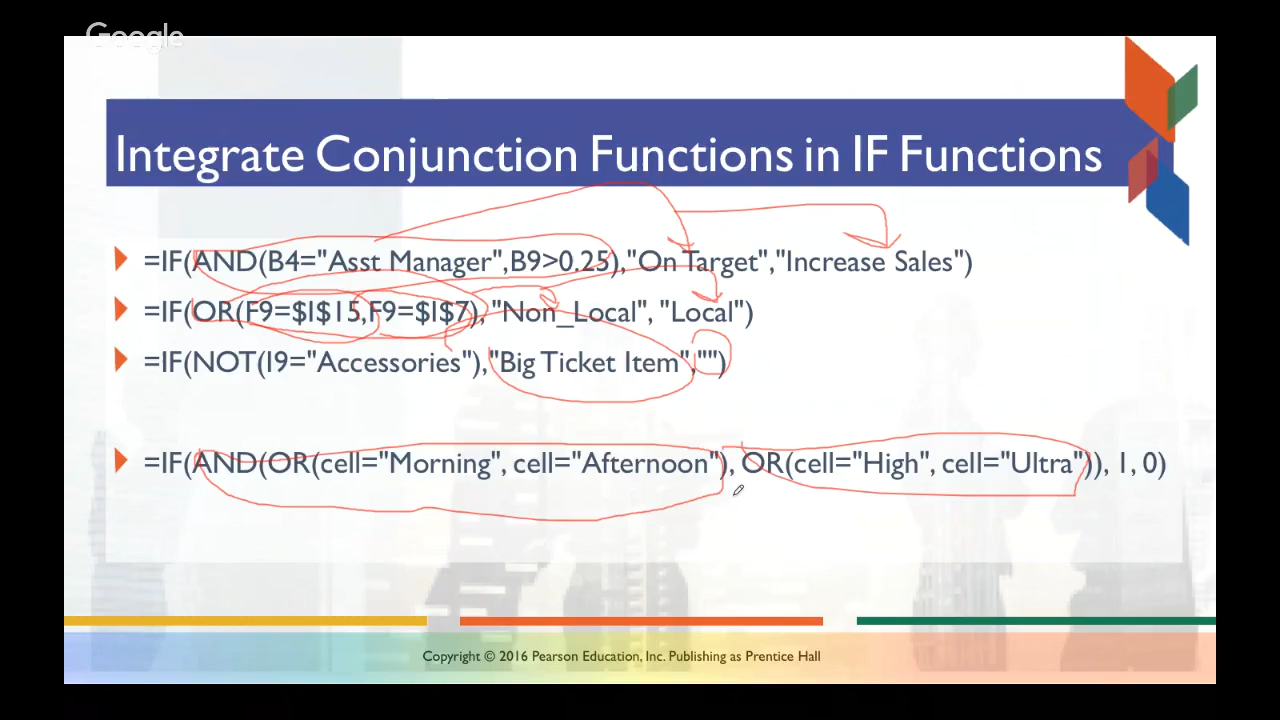 Google
Integrate Conjunction Functions in IF Functions
=IF(AND(B4="Asst Manager",B9>0.25),"On Target","Increase Sales")
=IF(OR(F9=$I$15,F9=$I$7), "Non_Local", "Local")
=IF(NOT(I9="Accessories"),"Big Ticket Item","")
=IF(AND(OR(cell="Morning", cell="Afternoon"), OR(cell="High", cell="Ultra")), 1, 0)
Copyright © 2016 Pearson Education, Inc. Publishing as Prentice Hall